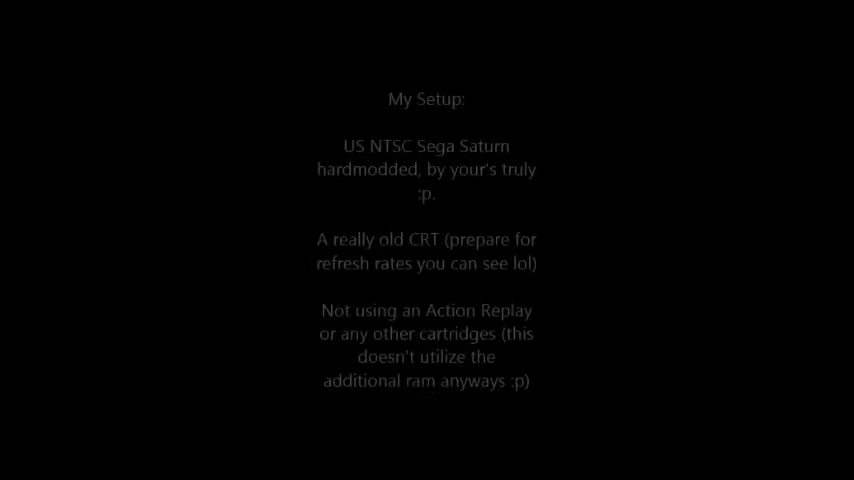 My Setup:
US NTSC Sega Saturn
hardmodded, by your's truly
:p.
A really old CRT (prepare for
refresh rates you can see lol)
Not using an Action Replay
or any other cartridges (this
doesn't utilize the
additional ram anyways :p)